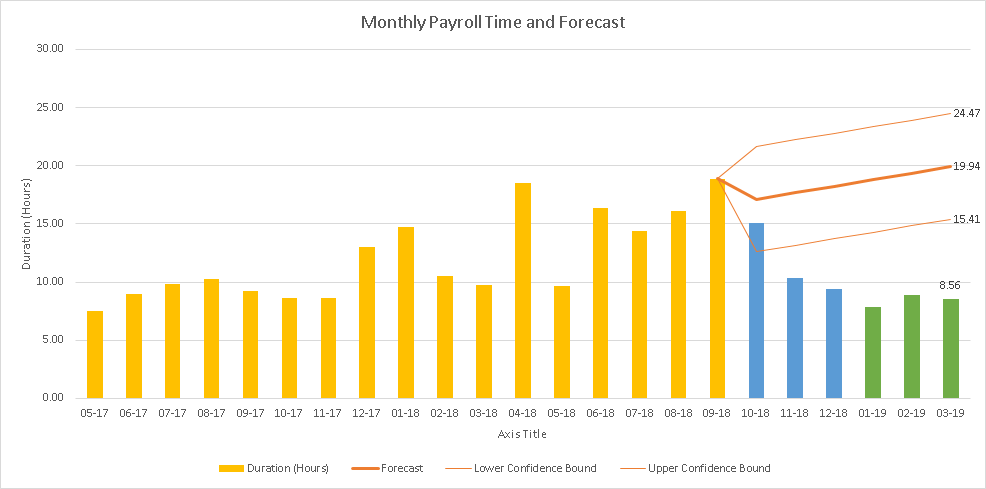 Monthly Payroll Time and Forecast
30.00
25.00
20.00
15.00
10.00
5.00
0.00
Duration (Hours)
24.47
19.94
15.41
8.56
05-17 06-17 07-17 08-17 09-17 10-17 11-17 12-17 01-18 02-18 03-18 04-18 05-18 06-18 07-18 08-18 09-18 10-18 11-18 12-18 01-19 02-19 03-19
Axis Title
Duration (Hours) Forecast Lower Confidence Bound Upper Confidence Bound